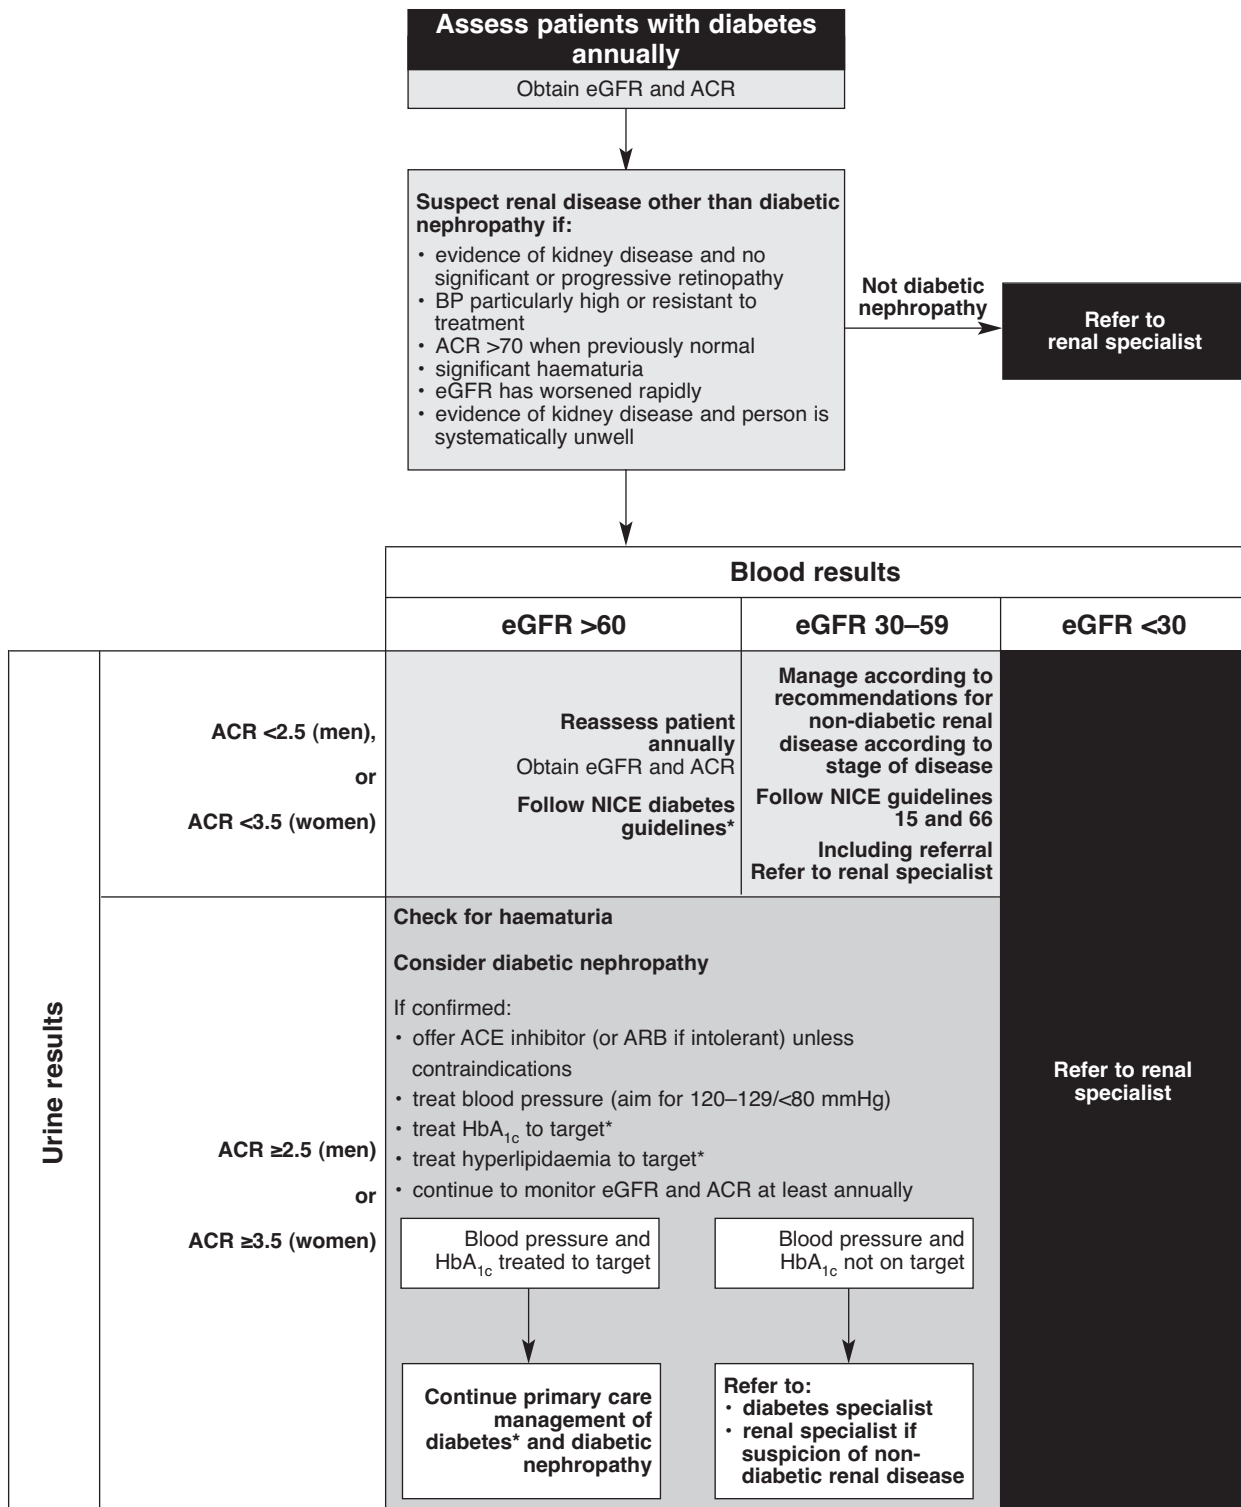 Assess patients with diabetes
annually
Obtain eGFR and ACR
Suspect renal disease other than diabetic
nephropathy if:
• evidence of kidney disease and no
significant or progressive retinopathy
• BP particularly high or resistant to
treatment
• ACR >70 when previously normal
• significant haematuria
• eGFR has worsened rapidly
• evidence of kidney disease and person is
systematically unwell
Not diabetic
nephropathy
Refer to
renal specialist
Blood results
eGFR >60
eGFR 30–59
eGFR <30
Urine results
ACR <2.5 (men),
or
ACR <3.5 (women)
Reassess patient
annually
Obtain eGFR and ACR
Follow NICE diabetes
guidelines*
Manage according to
recommendations for
non-diabetic renal
disease according to
stage of disease
Follow NICE guidelines
15 and 66
Including referral
Refer to renal specialist
ACR ≥2.5 (men)
or
ACR ≥3.5 (women)
Check for haematuria
Consider diabetic nephropathy
If confirmed:
• offer ACE inhibitor (or ARB if intolerant) unless
contraindications
• treat blood pressure (aim for 120–129/<80 mmHg)
• treat HbA1c to target*
• treat hyperlipidaemia to target*
• continue to monitor eGFR and ACR at least annually
Blood pressure and
HbA1c treated to target
Blood pressure and
HbA1c not on target
Continue primary care
management of
diabetes* and diabetic
nephropathy
Refer to:
• diabetes specialist
• renal specialist if
suspicion of non-
diabetic renal disease
Refer to renal
specialist